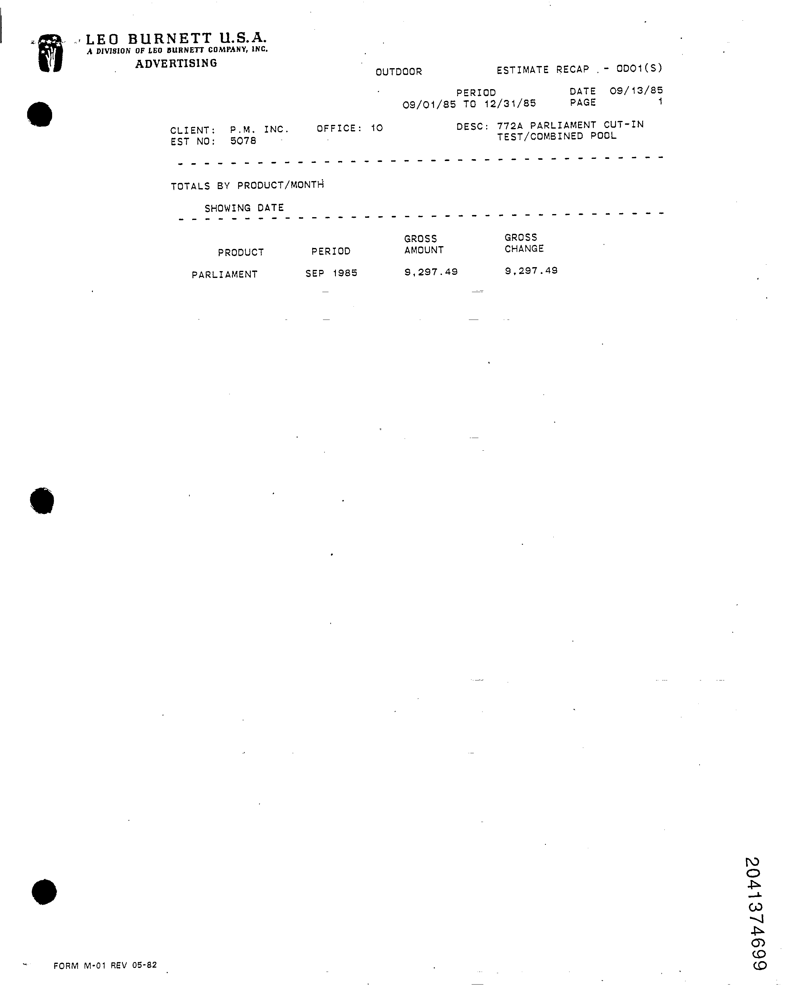 LEO BURNETT U.S.A.
A DIVISION OF LEO BURNETT COMPANY, INC.
ADVERTISING
OUTDOOR ESTIMATE RECAP - OD01(S)
PERIOD DATE 09/13/85
09/01/85 TO 12/31/85 PAGE 1
CLIENT: P.M. INC. OFFICE: 10 DESC: 772A PARLIAMENT CUT-IN
EST NO: 5078 TEST/COMBINED POOL
TOTALS BY PRODUCT/MONTH
SHOWING DATE
GROSS GROSS
PRODUCT PERIOD AMOUNT CHANGE
PARLIAMENT SEP 1985 9,297.49 9,297.49
2041374699
FORM M-01 REV 05-82